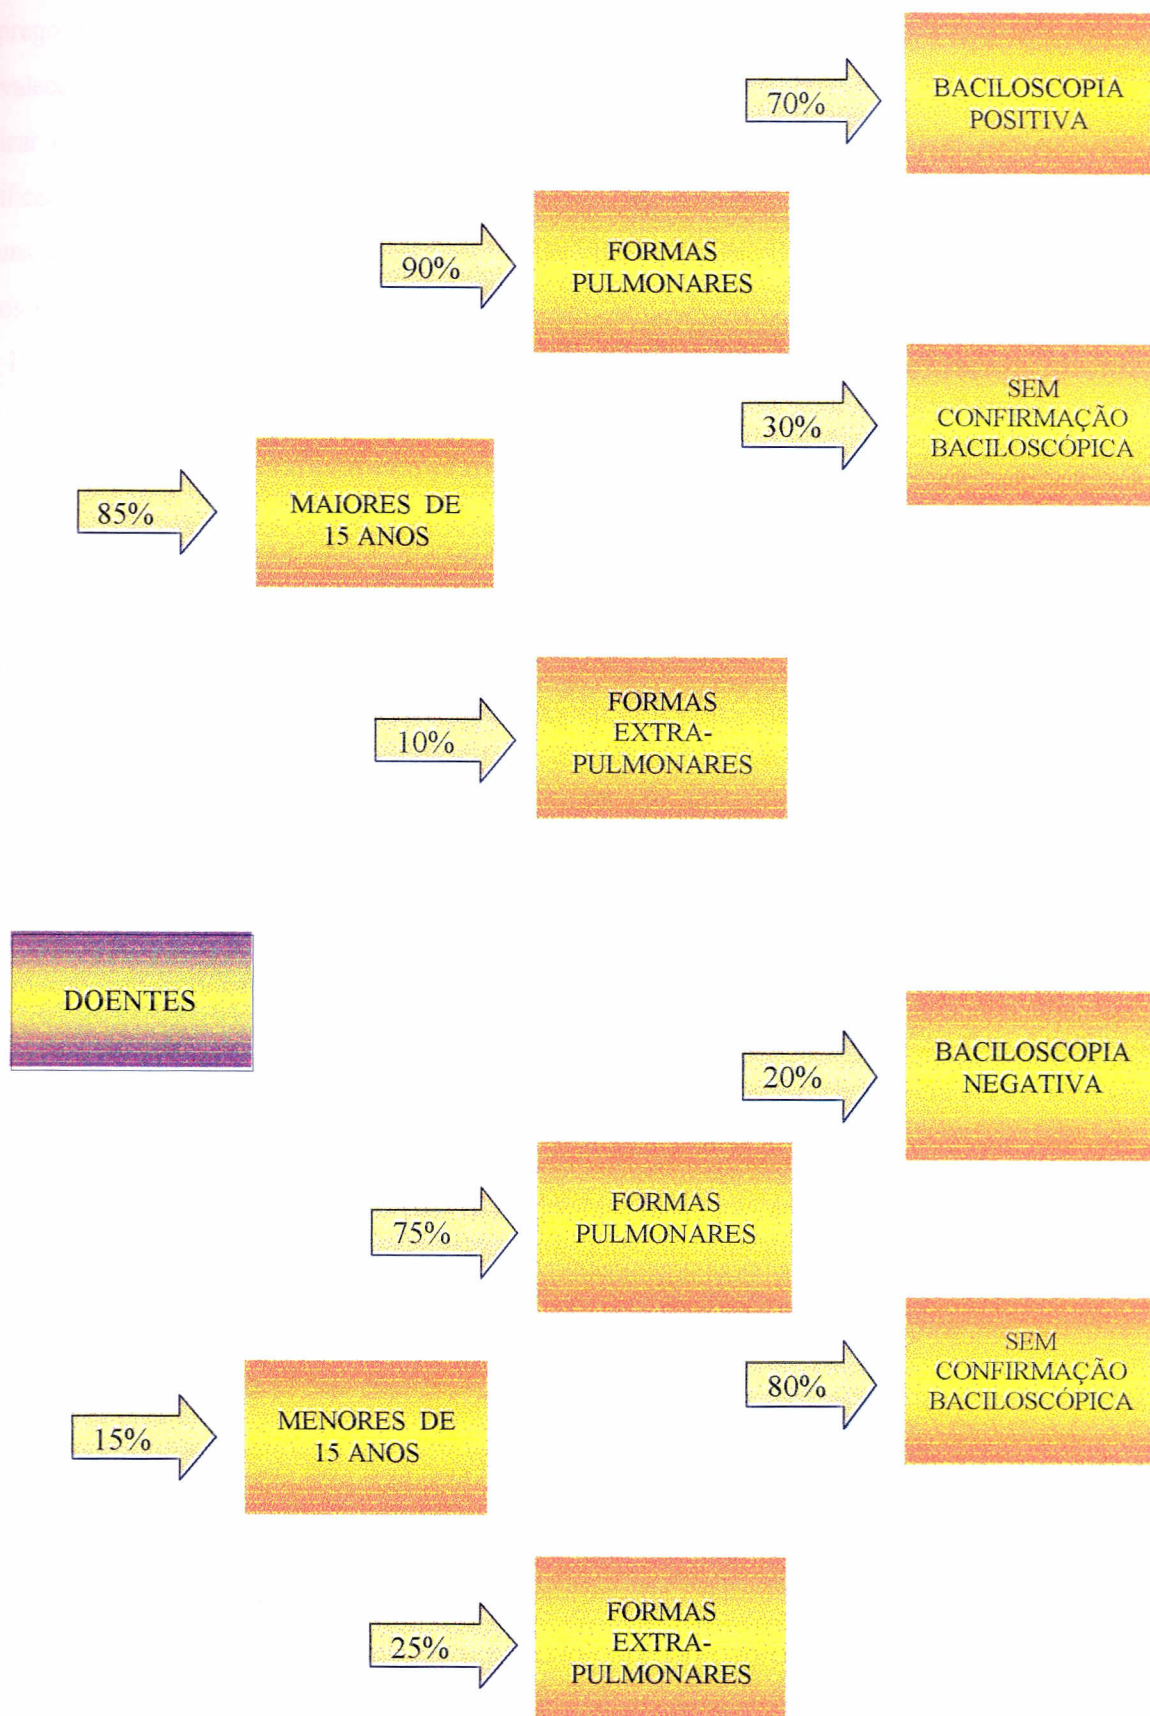 70%
BACILOSCOPIA
POSITIVA
90%
FORMAS
PULMONARES
30%
SEM
CONFIRMAÇÃO
BACILOSCÓPICA
85%
MAIORES DE
15 ANOS
10%
FORMAS
EXTRA-
PULMONARES
DOENTES
20%
BACILOSCOPIA
NEGATIVA
75%
FORMAS
PULMONARES
80%
SEM
CONFIRMAÇÃO
BACILOSCÓPICA
15%
MENORES DE
15 ANOS
25%
FORMAS
EXTRA-
PULMONARES